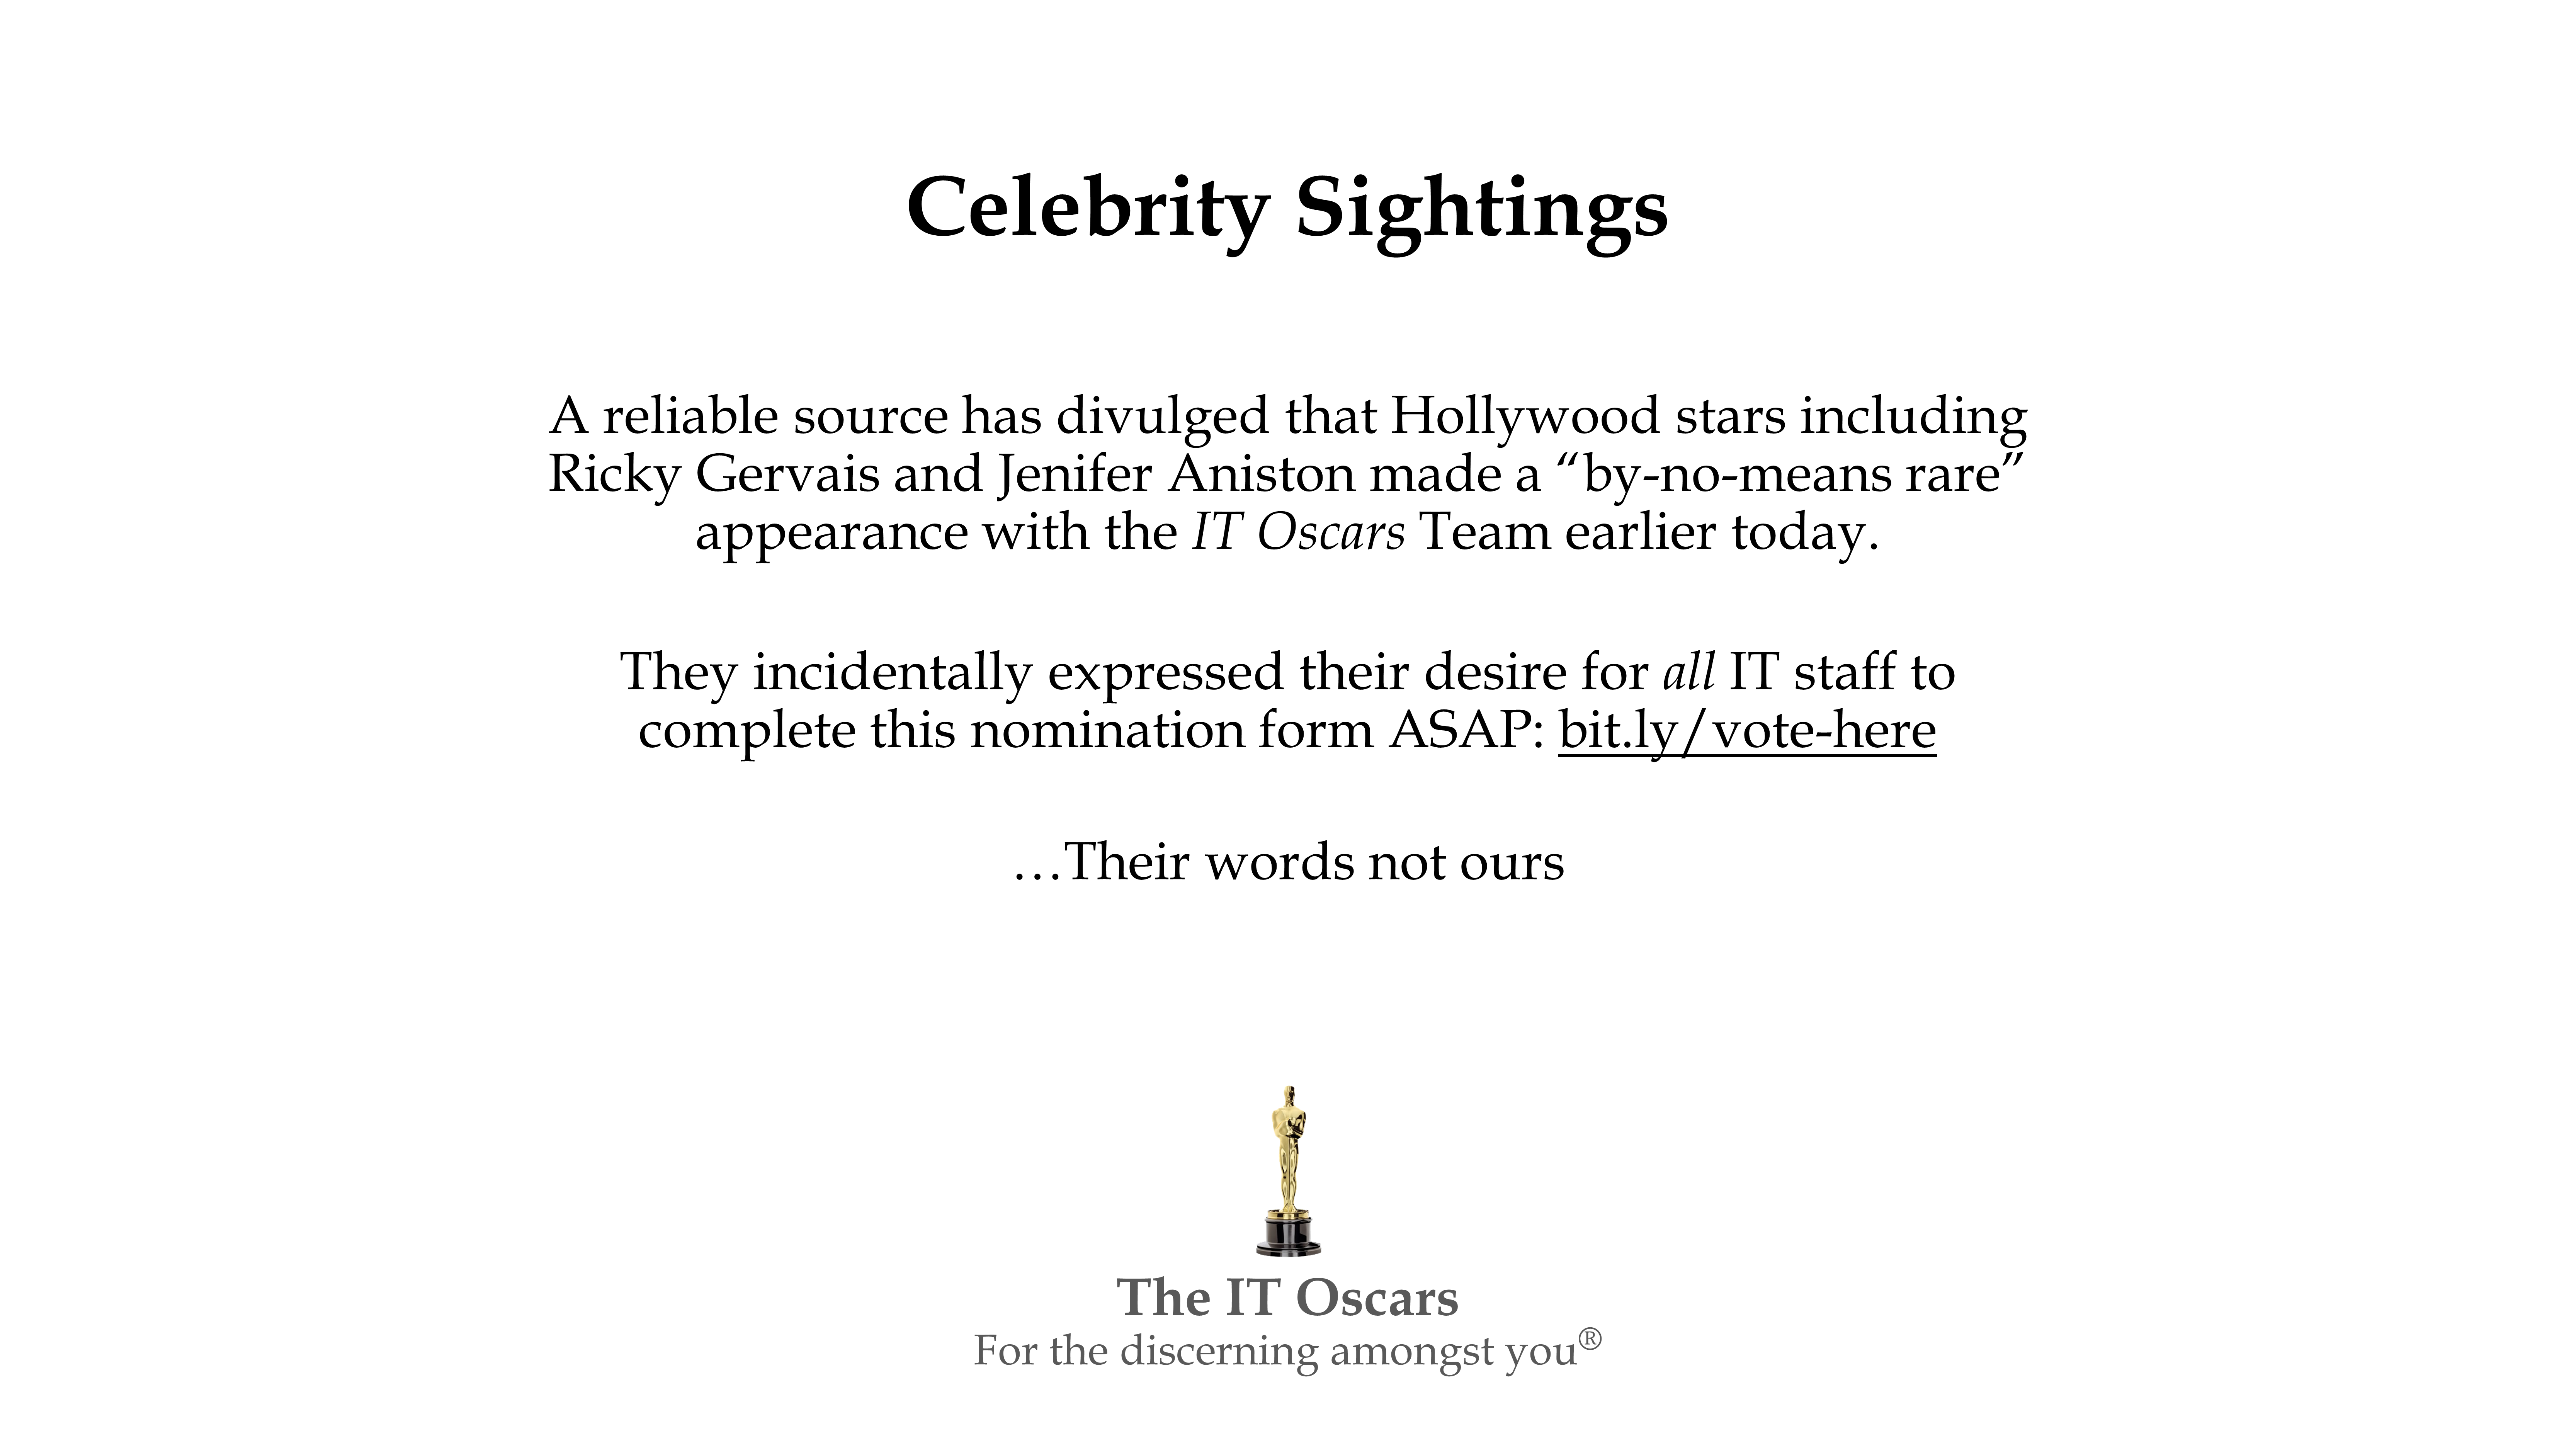 Celebrity Sightings
A reliable source has divulged that Hollywood stars including
Ricky Gervais and Jenifer Aniston made a “by-no-means rare”
appearance with the IT Oscars Team earlier today.
They incidentally expressed their desire for all IT staff to
complete this nomination form ASAP: bit.ly/vote-here
…Their words not ours
The IT Oscars
For the discerning amongst you®